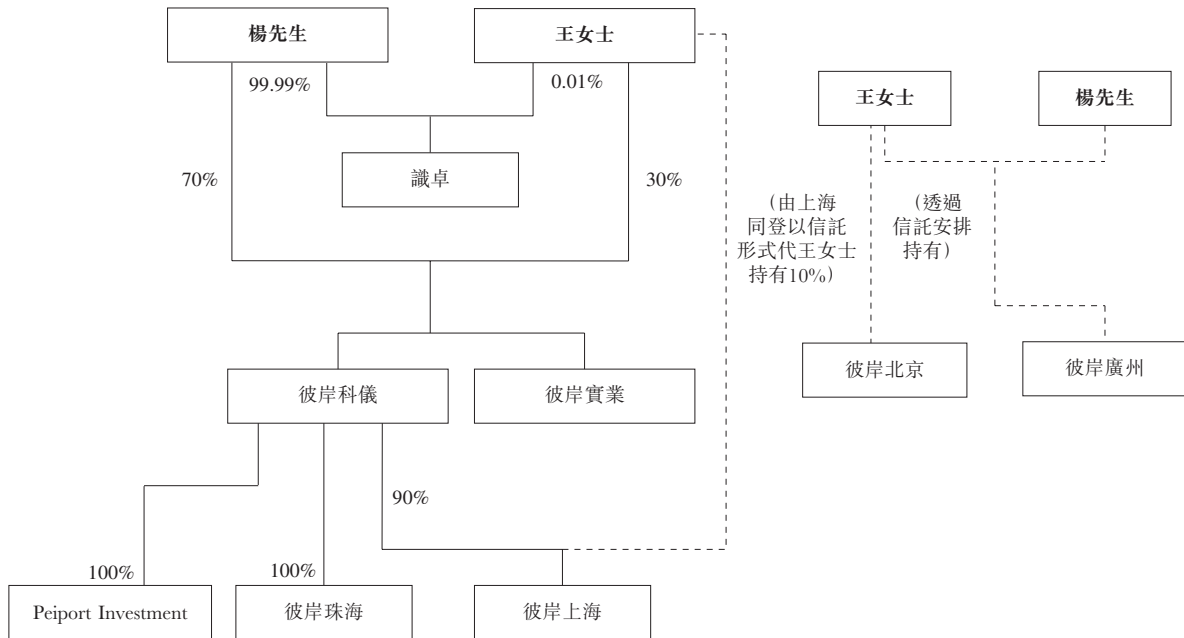 楊先生
王女士
99.99%
0.01%
王女士
楊先生
識卓
70%
30%
（由上海
同登以信託
形式代王女士
持有10%）
（透過
信託安排
持有）
彼岸北京
彼岸廣州
彼岸科儀
彼岸實業
90%
100%
100%
Peiport Investment
彼岸珠海
彼岸上海